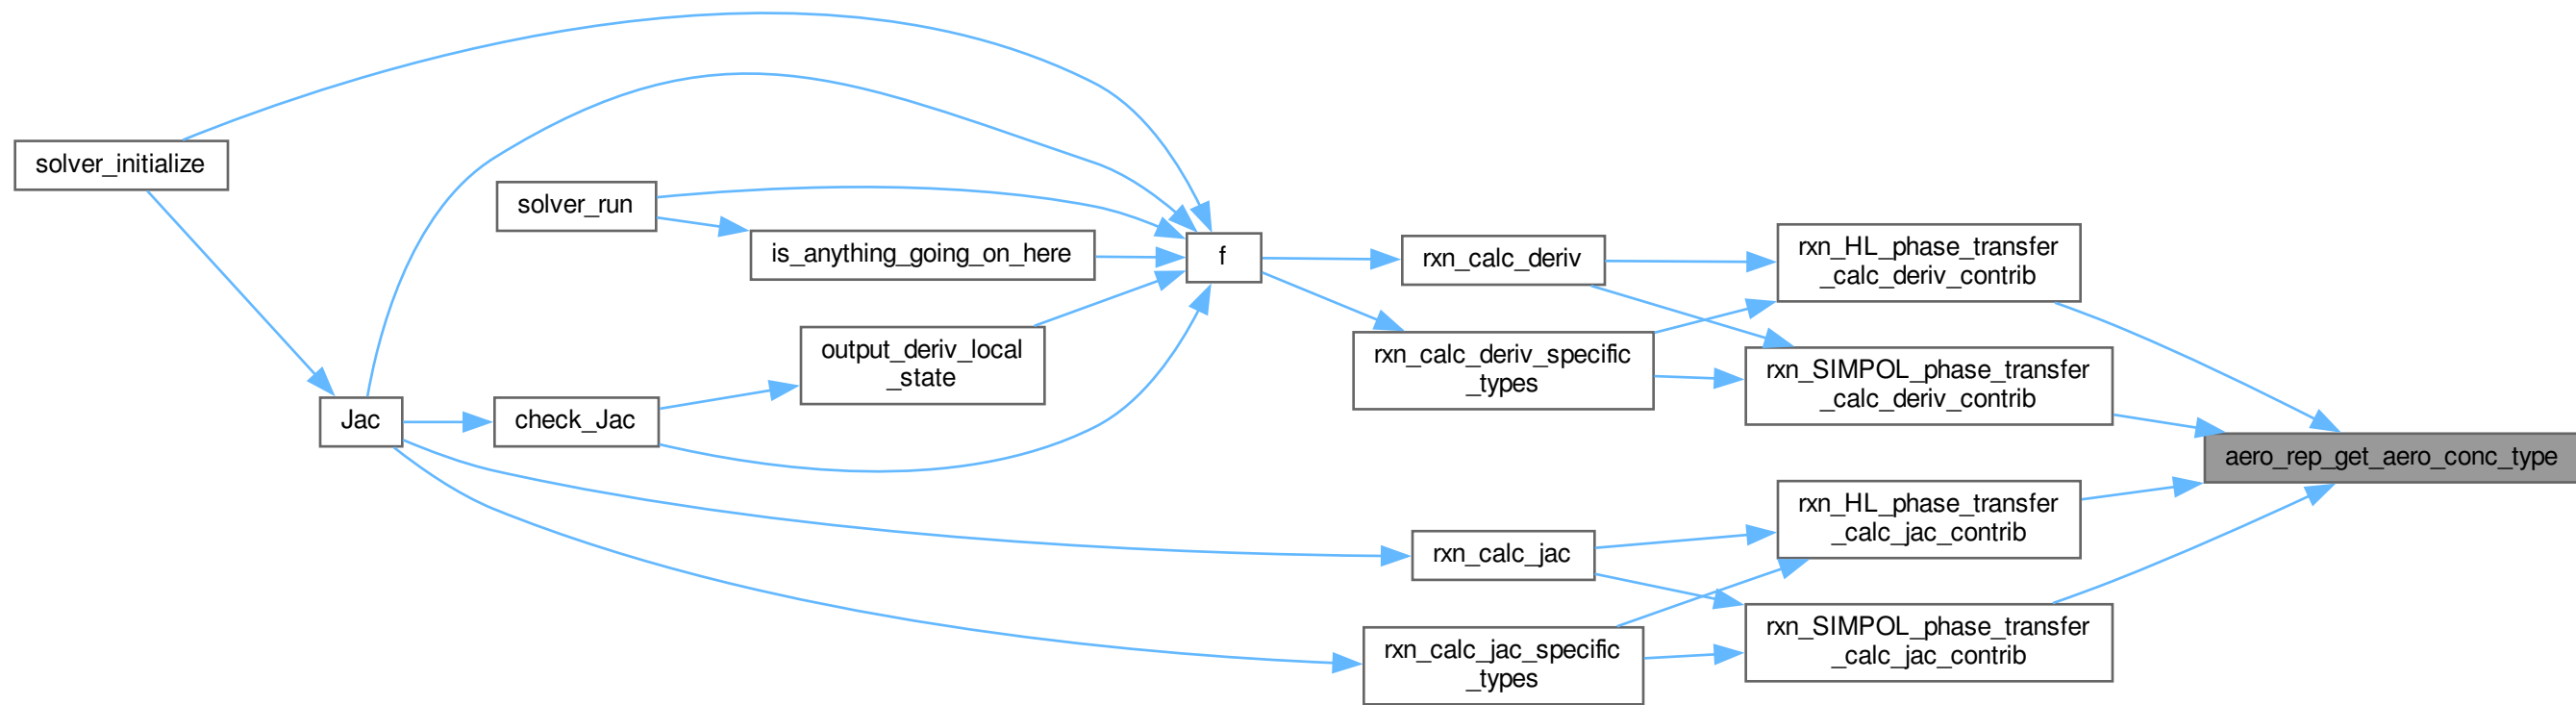 solver_initialize
solver_run
is_anything_going_on_here
f
rxn_calc_deriv
rxn_HL_phase_transfer
_calc_deriv_contrib
output_deriv_local
_state
rxn_calc_deriv_specific
_types
rxn_SIMPOL_phase_transfer
_calc_deriv_contrib
Jac
check_Jac
aero_rep_get_aero_conc_type
rxn_calc_jac
rxn_HL_phase_transfer
_calc_jac_contrib
rxn_calc_jac_specific
_types
rxn_SIMPOL_phase_transfer
_calc_jac_contrib